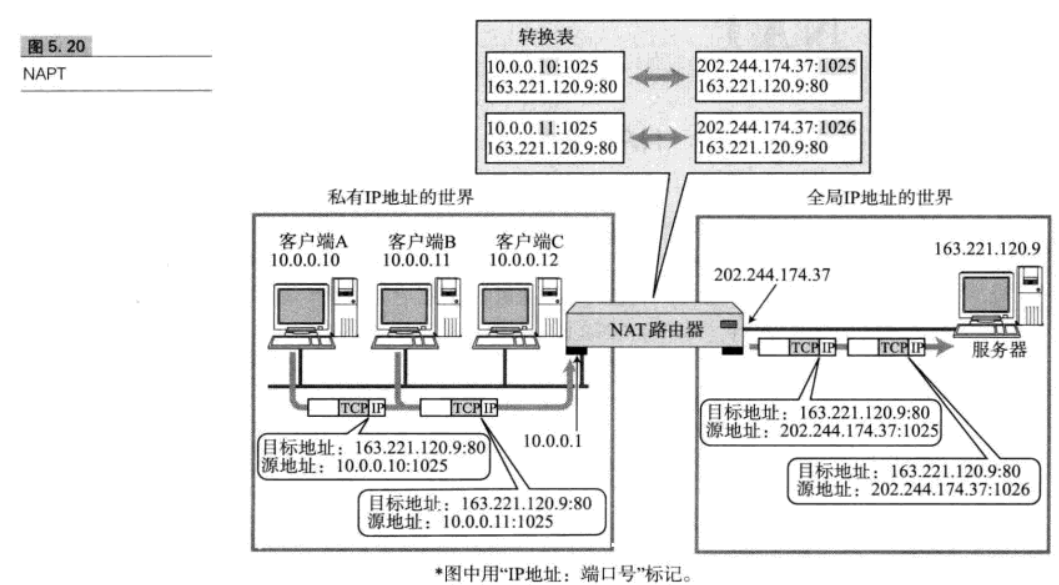 图 5.20
NAPT
转换表
10.0.0.10:1025
163.221.120.9:80
202.244.174.37:1025
163.221.120.9:80
10.0.0.11:1025
163.221.120.9:80
202.244.174.37:1026
163.221.120.9:80
私有IP地址的世界
全局IP地址的世界
客户端A
10.0.0.10
客户端B
10.0.0.11
客户端C
10.0.0.12
163.221.120.9
202.244.174.37
NAT路由器
服务器
TCP IP
TCP IP
TCP IP
TCP IP
10.0.0.1
目标地址：163.221.120.9:80
源地址：10.0.0.10:1025
目标地址：163.221.120.9:80
源地址：10.0.0.11:1025
目标地址：163.221.120.9:80
源地址：202.244.174.37:1025
目标地址：163.221.120.9:80
源地址：202.244.174.37:1026
*图中用“IP地址：端口号”标记。